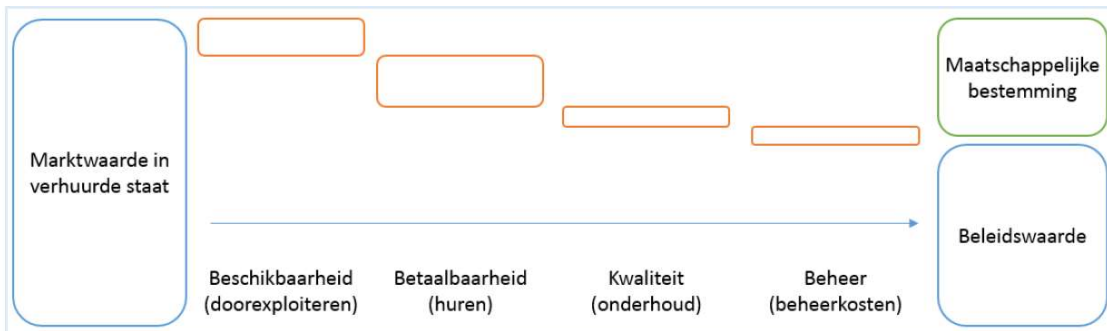 Marktwaarde in
verhuurde staat
Beschikbaarheid
(doorexploiteren)
Betaalbaarheid
(huren)
Kwaliteit
(onderhoud)
Beheer
(beheerkosten)
Maatschappelijke
bestemming
Beleidswaarde